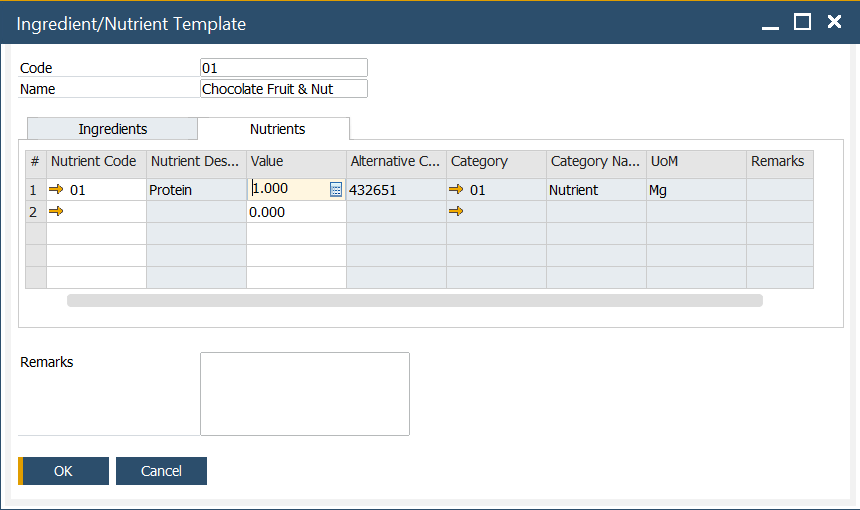 Ingredient/Nutrient Template
Code 01
Name Chocolate Fruit & Nut
Ingredients Nutrients
# Nutrient Code Nutrient Des... Value Alternative C... Category Category Na... UoM Remarks
1 01 Protein 1.000 432651 01 Nutrient Mg
2 0.000
Remarks
OK Cancel